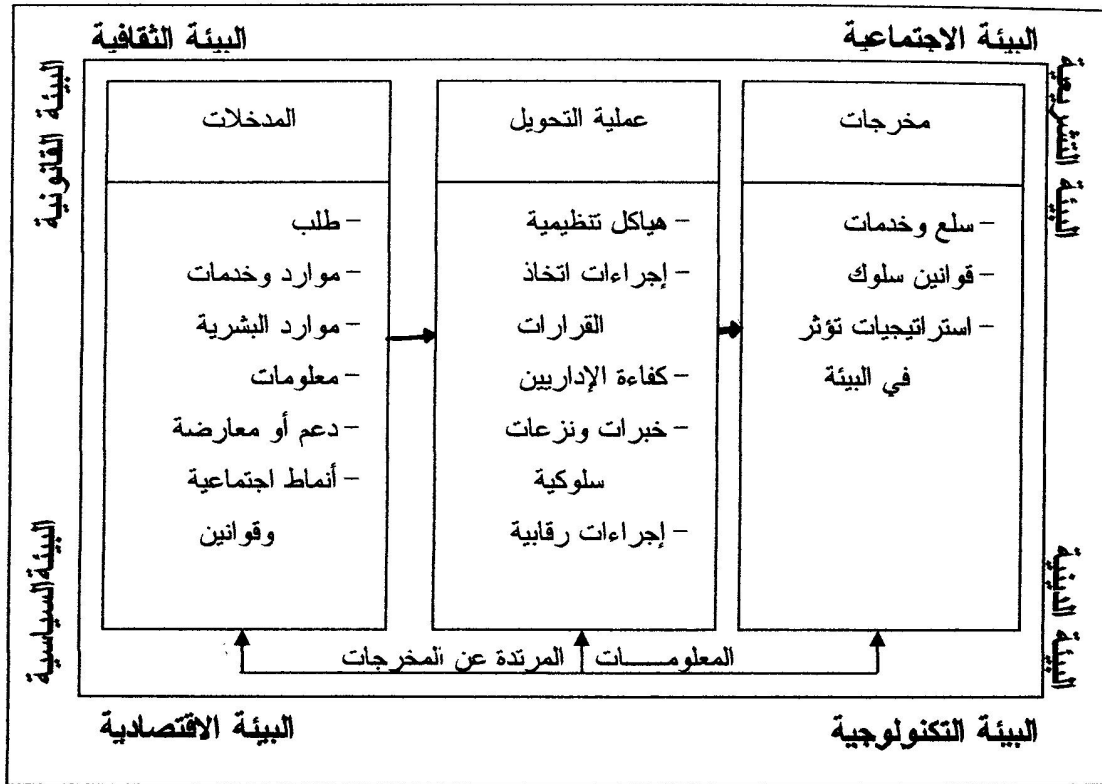 البيئة الثقافية
البيئة الاجتماعية
البيئة القانونية
البيئة السياسية
البيئة التشريعية
البيئة الدينية
المدخلات
- طلب
- موارد وخدمات
- موارد البشرية
- معلومات
- دعم أو معارضة
- أنماط اجتماعية
وقوانين
عملية التحويل
- هياكل تنظيمية
- إجراءات اتخاذ
القرارات
- كفاءة الإداريين
- خبرات ونزعات
سلوكية
- إجراءات رقابية
مخرجات
- سلع وخدمات
- قوانين سلوك
- استراتيجيات تؤثر
في البيئة
المعلومـــات المرتدة عن المخرجات
البيئة الاقتصادية
البيئة التكنولوجية